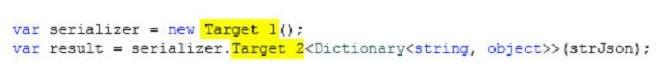 var serializer = new Target 1();
var result = serializer.Target 2<Dictionary<string, object>>(strJson);